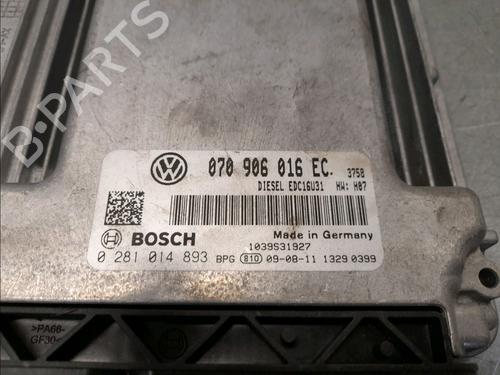 B-PARTS
070 906 016 EC. 3758
DIESEL EDC16U31 HW: H07
BOSCH Made in Germany
1039S31927
0 281 014 893 BPG 810 09-08-11 1329 0399
>PA66-
GF30<